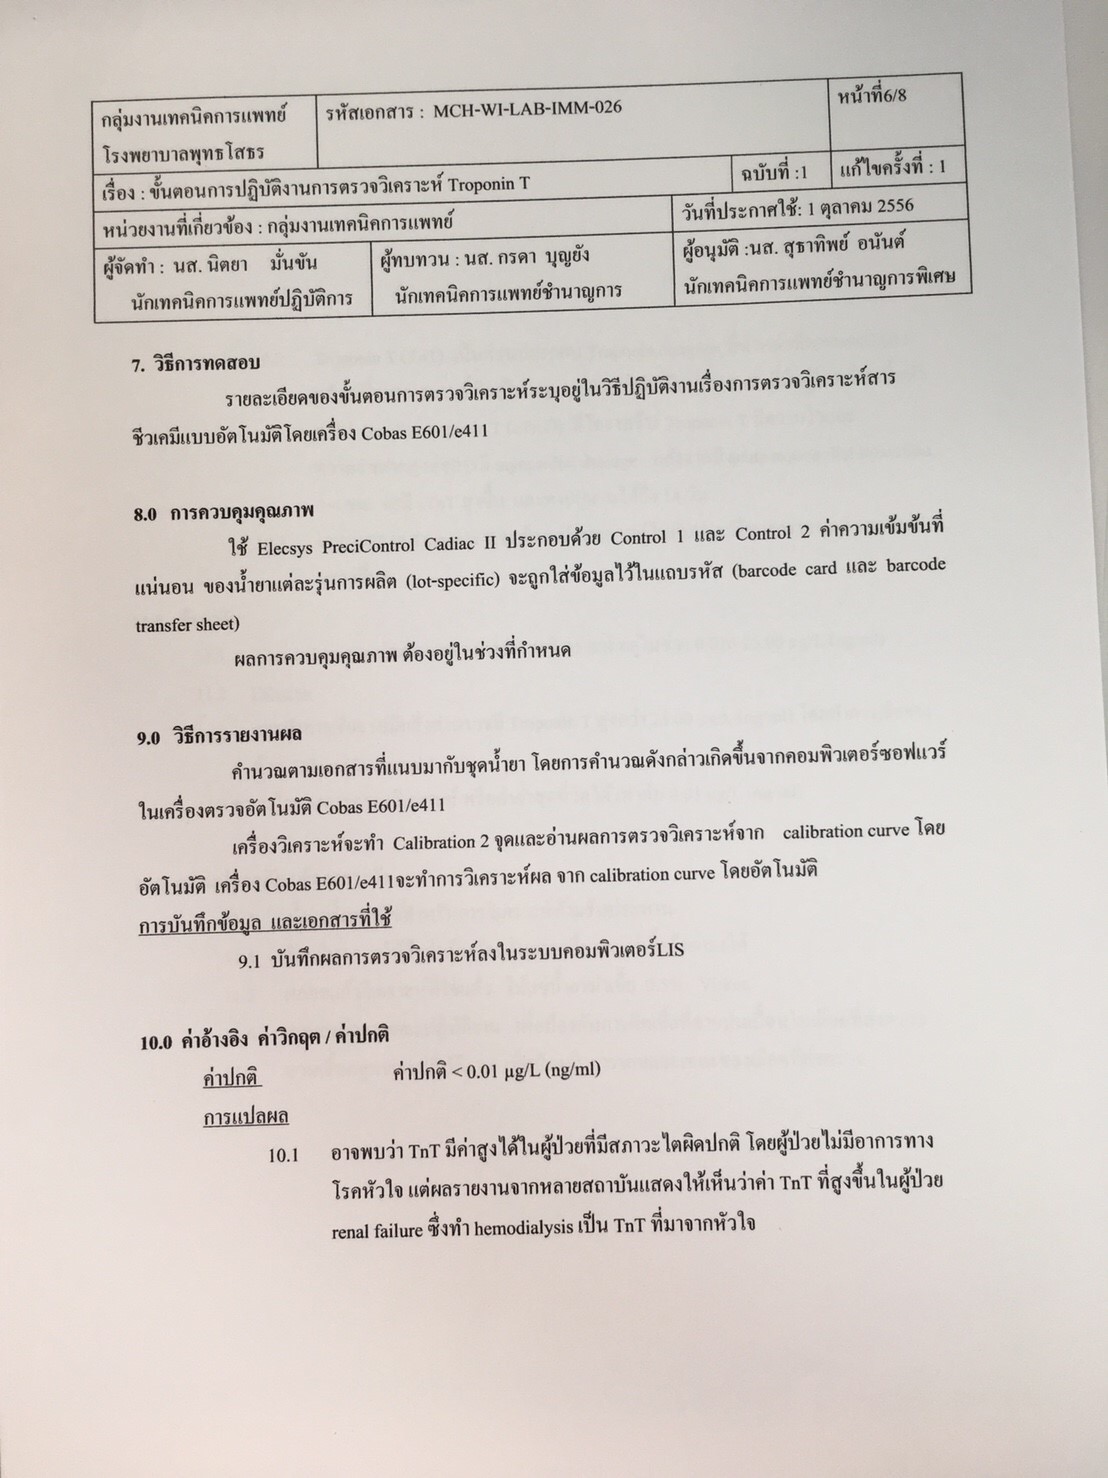 กลุ่มงานเทคนิคการแพทย์
โรงพยาบาลพุทธโสธร
รหัสเอกสาร : MCH-WI-LAB-IMM-026
หน้าที่6/8
เรื่อง : ขั้นตอนการปฏิบัติงานการตรวจวิเคราะห์ Troponin T
ฉบับที่ :1
แก้ไขครั้งที่ : 1
หน่วยงานที่เกี่ยวข้อง : กลุ่มงานเทคนิคการแพทย์
วันที่ประกาศใช้: 1 ตุลาคม 2556
ผู้จัดทำ : นส. นิตยา มั่นขัน
นักเทคนิคการแพทย์ปฏิบัติการ
ผู้ทบทวน : นส. กรดา บุญยัง
นักเทคนิคการแพทย์ชำนาญการ
ผู้อนุมัติ :นส. สุธาทิพย์ อนันต์
นักเทคนิคการแพทย์ชำนาญการพิเศษ
7. วิธีการทดสอบ
รายละเอียดของขั้นตอนการตรวจวิเคราะห์ระบุอยู่ในวิธีปฏิบัติงานเรื่องการตรวจวิเคราะห์สาร
ชีวเคมีแบบอัตโนมัติโดยเครื่อง Cobas E601/e411
8.0 การควบคุมคุณภาพ
ใช้ Elecsys PreciControl Cadiac II ประกอบด้วย Control 1 และ Control 2 ค่าความเข้มข้นที่
แน่นอน ของน้ำยาแต่ละรุ่นการผลิต (lot-specific) จะถูกใส่ข้อมูลไว้ในแถบรหัส (barcode card และ barcode
transfer sheet)
ผลการควบคุมคุณภาพ ต้องอยู่ในช่วงที่กำหนด
9.0 วิธีการรายงานผล
คำนวณตามเอกสารที่แนบมากับชุดน้ำยา โดยการคำนวณดังกล่าวเกิดขึ้นจากคอมพิวเตอร์ซอฟแวร์
ในเครื่องตรวจอัตโนมัติ Cobas E601/e411
เครื่องวิเคราะห์จะทำ Calibration 2 จุดและอ่านผลการตรวจวิเคราะห์จาก calibration curve โดย
อัตโนมัติ เครื่อง Cobas E601/e411จะทำการวิเคราะห์ผล จาก calibration curve โดยอัตโนมัติ
การบันทึกข้อมูล และเอกสารที่ใช้
9.1 บันทึกผลการตรวจวิเคราะห์ลงในระบบคอมพิวเตอร์LIS
10.0 ค่าอ้างอิง ค่าวิกฤต / ค่าปกติ
ค่าปกติ ค่าปกติ < 0.01 µg/L (ng/ml)
การแปลผล
10.1 อาจพบว่า TnT มีค่าสูงได้ในผู้ป่วยที่มีสภาวะไตผิดปกติ โดยผู้ป่วยไม่มีอาการทาง
โรคหัวใจ แต่ผลรายงานจากหลายสถาบันแสดงให้เห็นว่าค่า TnT ที่สูงขึ้นในผู้ป่วย
renal failure ซึ่งทำ hemodialysis เป็น TnT ที่มาจากหัวใจ